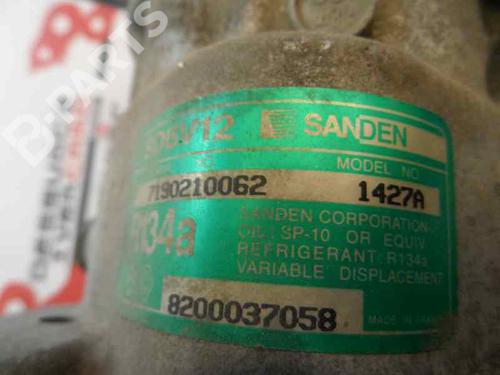 B-PARTS
SD6V12 SANDEN
MODEL NO.
7190210062 1427A
SANDEN CORPORATION
R134a
OIL: SP-10 OR EQUIV.
REFRIGERANT: R134a
VARIABLE DISPLACEMENT
8200037058
MADE IN FRANCE